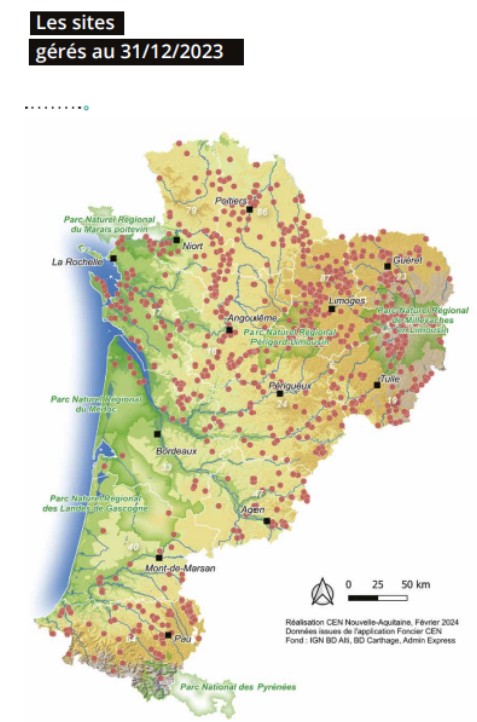 Les sites
gérés au 31/12/2023
Poitiers
79
86
Parc Naturel Régional
du Marais poitevin
Niort
La Rochelle
Guéret
23
87
Limoges
Parc Naturel Régional
de Millevaches
en Limousin
Angoulême
Parc Naturel Régional
Périgord-Limousin
16
Tulle
19
Périgueux
24
Parc Naturel Régional
du Médoc
Bordeaux
33
Parc Naturel Régional
des Landes de Gascogne
47
Agen
40
Mont-de-Marsan
64
Pau
Parc National des Pyrénées
0 25 50 km
Réalisation CEN Nouvelle-Aquitaine, Février 2024
Données issues de l'application Foncier CEN
Fond : IGN BD Alti, BD Carthage, Admin Express